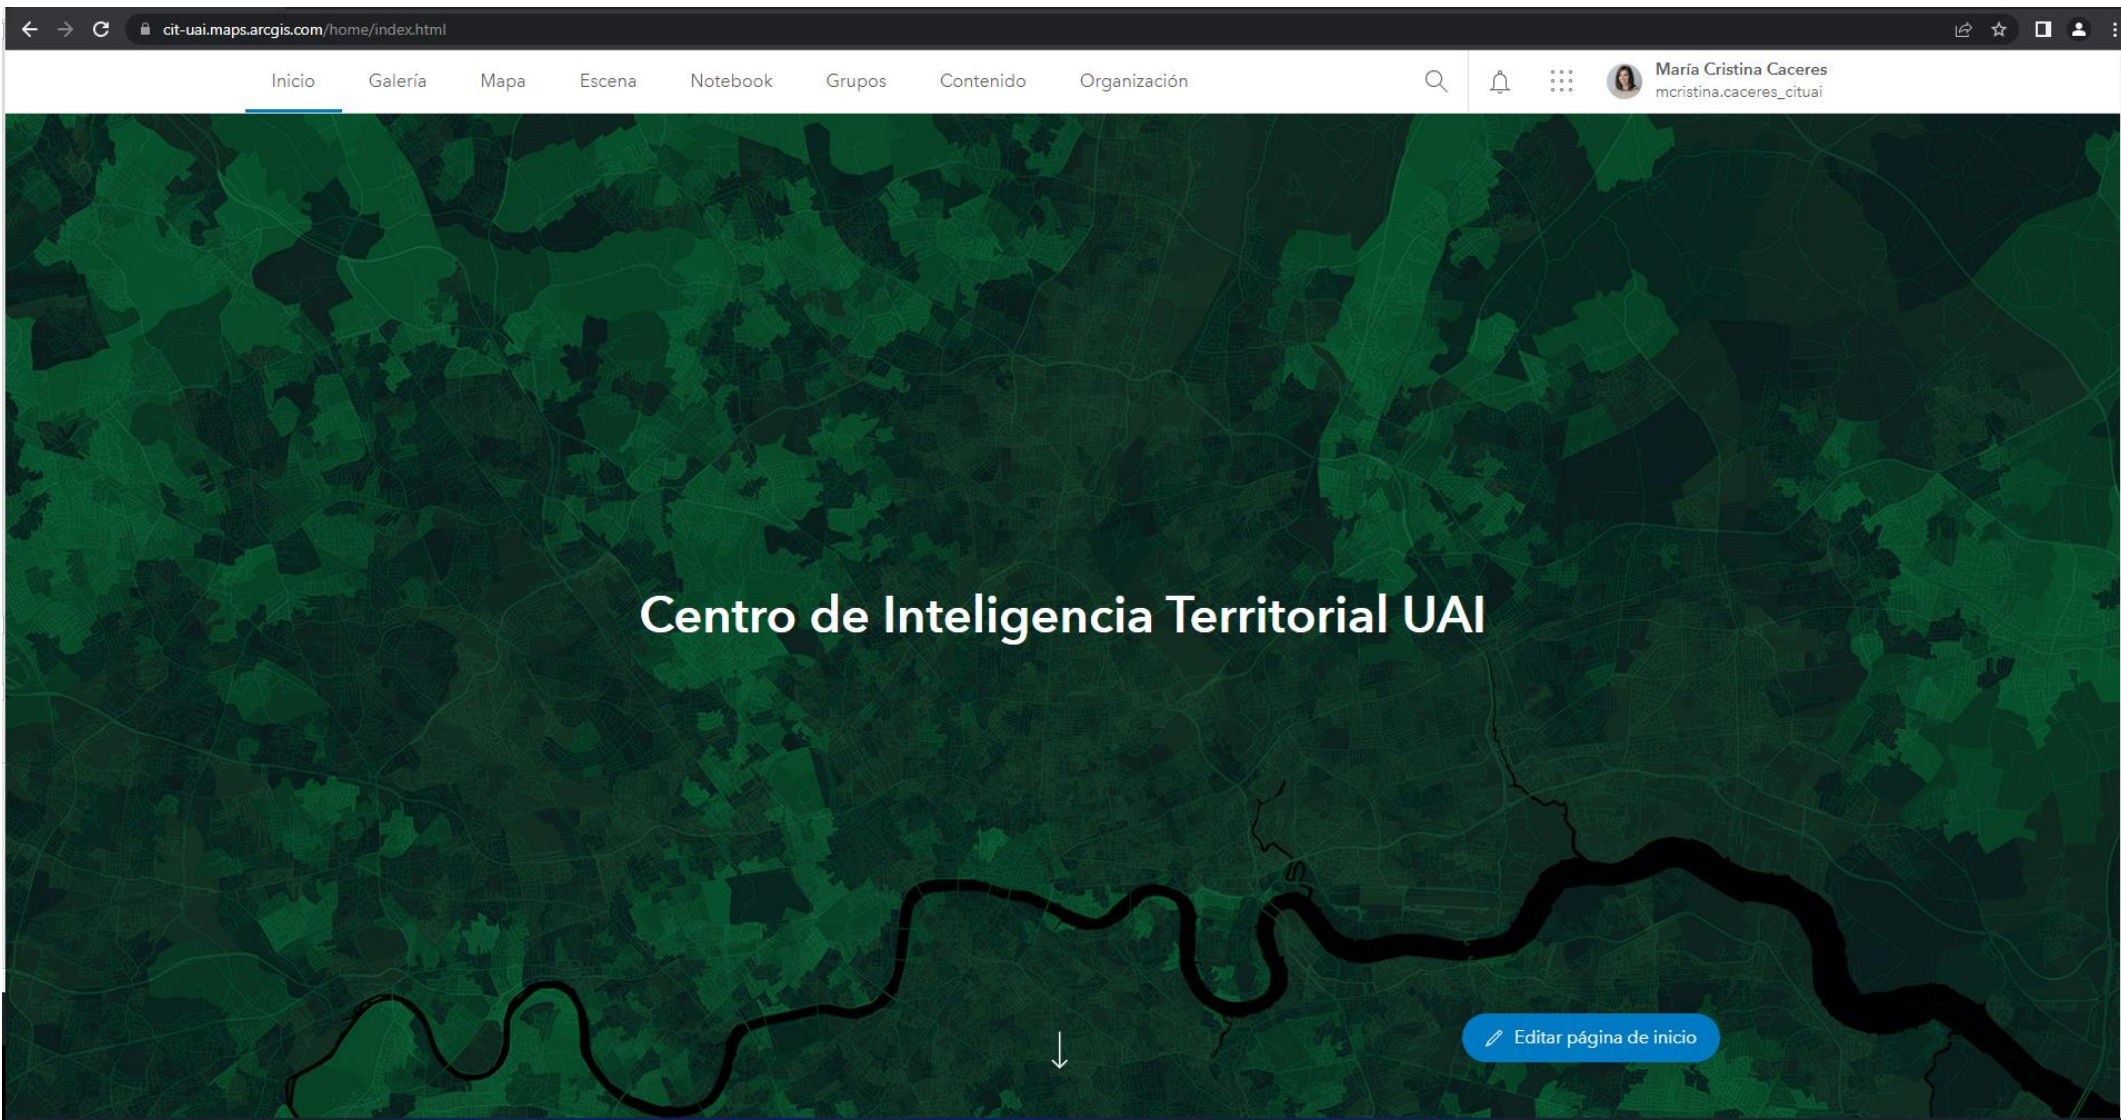 cit-uai.maps.arcgis.com/home/index.html
Inicio Galería Mapa Escena Notebook Grupos Contenido Organización
María Cristina Caceres
mcristina.caceres_cituai
Centro de Inteligencia Territorial UAI
Editar página de inicio